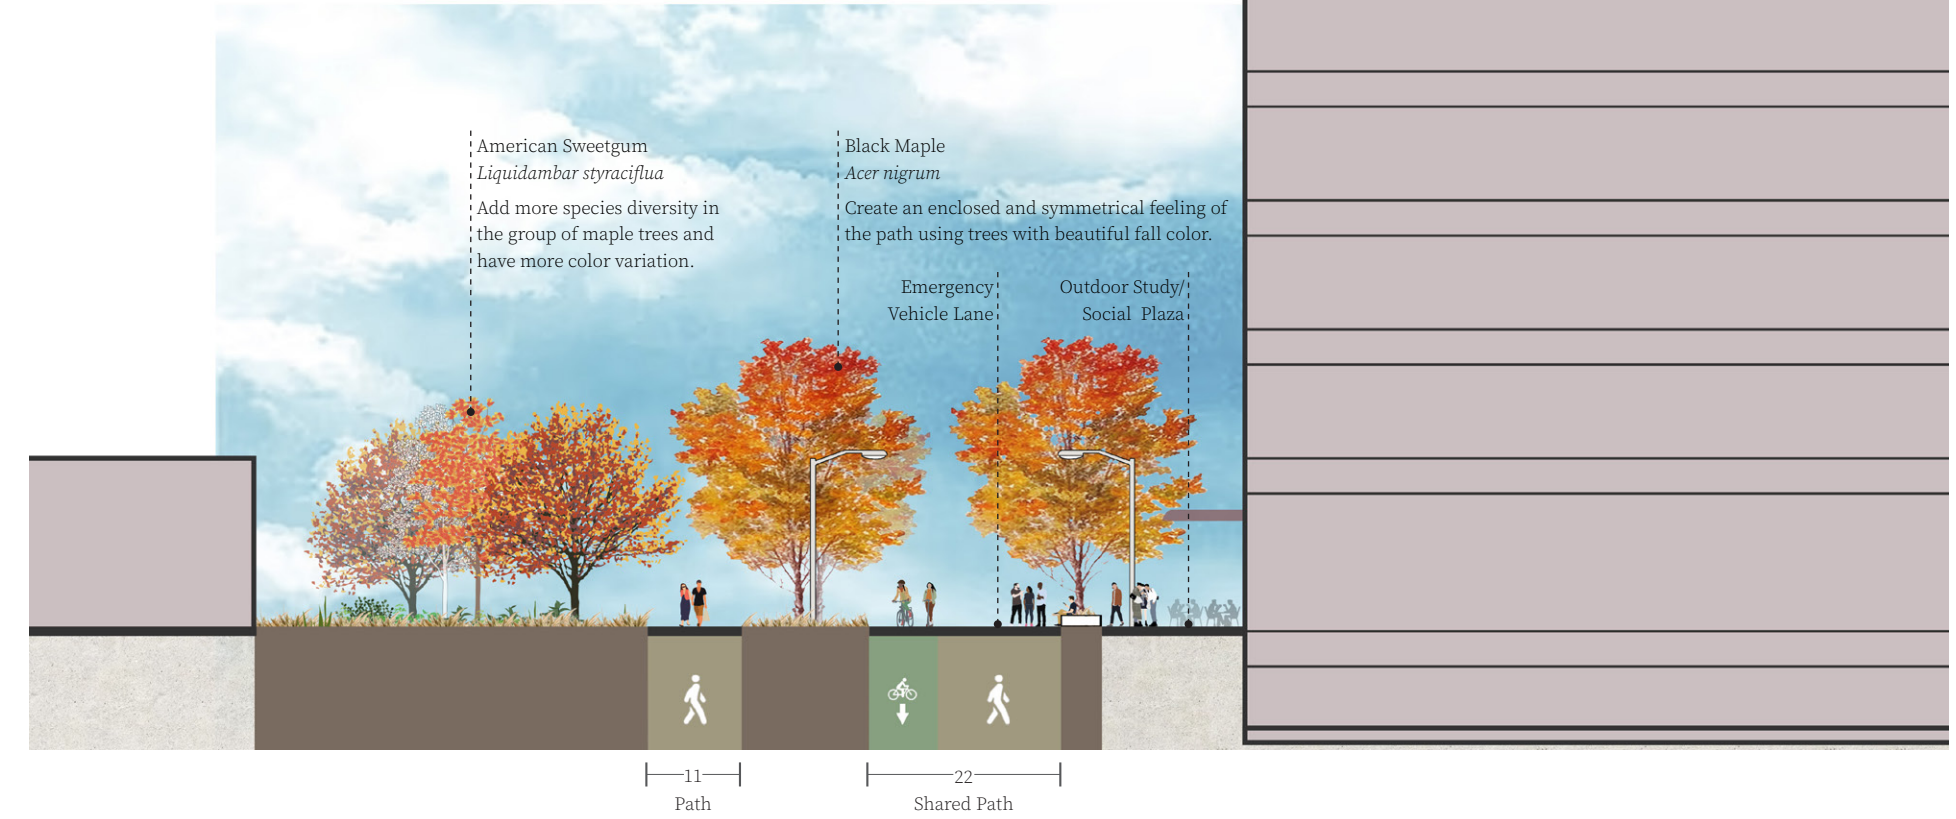 American Sweetgum
Liquidambar styraciflua
Add more species diversity in
the group of maple trees and
have more color variation.
Black Maple
Acer nigrum
Create an enclosed and symmetrical feeling of
the path using trees with beautiful fall color.
Emergency
Vehicle Lane
Outdoor Study/
Social Plaza
11
Path
22
Shared Path